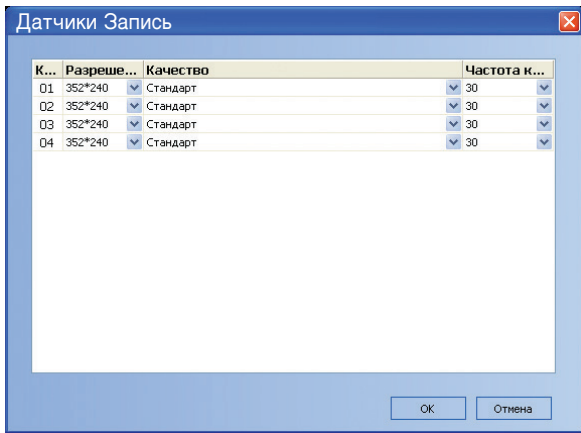 Датчики Запись
К... Разреше... Качество Частота к...
01 352*240 Стандарт 30
02 352*240 Стандарт 30
03 352*240 Стандарт 30
04 352*240 Стандарт 30
OK Отмена